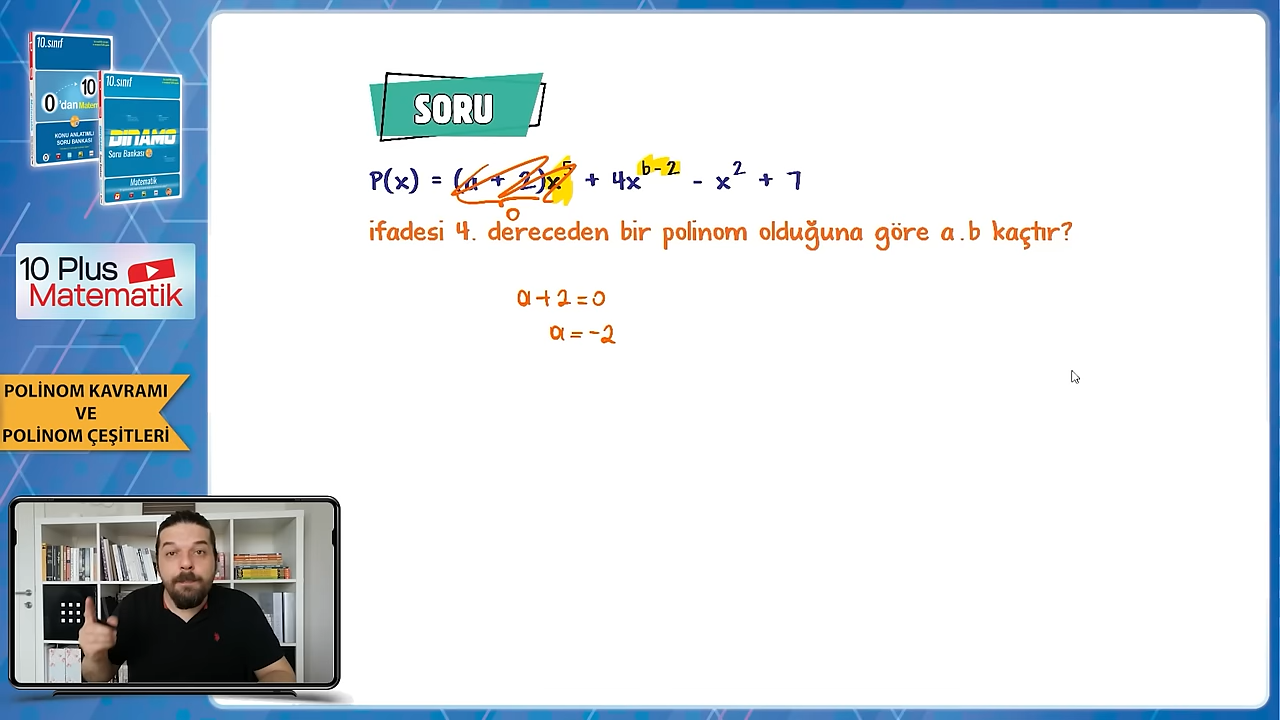 10.sınıf
0'dan 10
KONU ANLATIMLI
SORU BANKASI
10.sınıf
DİNAMO
Soru Bankası
Matematik
10 Plus
Matematik
POLİNOM KAVRAMI
VE
POLİNOM ÇEŞİTLERİ
SORU
P(x) = (a + 2)x⁵ + 4x^(b-2) - x² + 7
0
ifadesi 4. dereceden bir polinom olduğuna göre a.b kaçtır?
a+2=0
a=-2